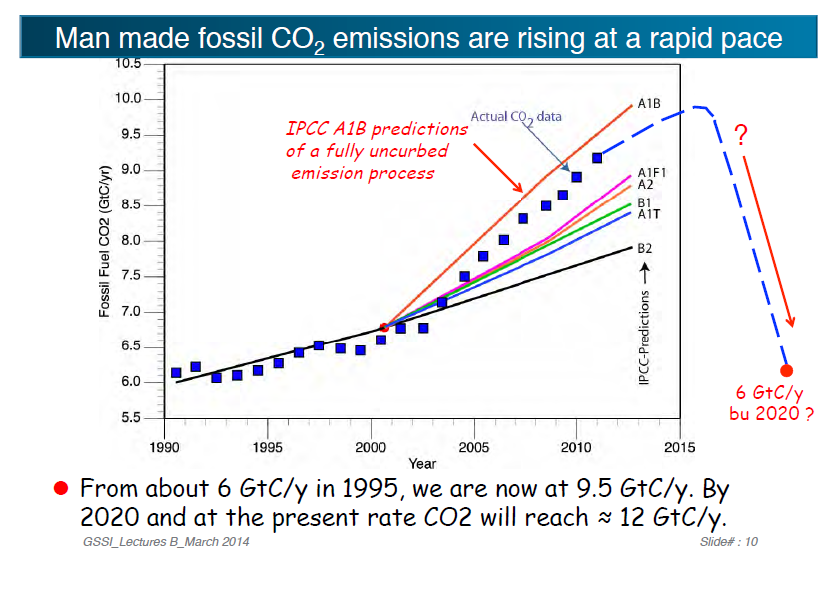 Man made fossil CO2 emissions are rising at a rapid pace
10.5
10.0
9.5
9.0
8.5
8.0
7.5
7.0
6.5
6.0
5.5
Fossil Fuel CO2 (GtC/yr)
IPCC A1B predictions
of a fully uncurbed
emission process
Actual CO2 data
A1B
A1F1
A2
B1
A1T
B2
IPCC-Predictions
?
6 GtC/y
bu 2020 ?
1990
1995
2000
2005
2010
2015
Year
From about 6 GtC/y in 1995, we are now at 9.5 GtC/y. By
2020 and at the present rate CO2 will reach ≈ 12 GtC/y.
GSSI_Lectures B_March 2014
Slide# : 10